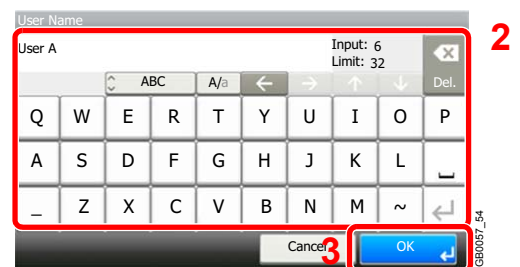 User Name
User A
Input: 6
Limit: 32
2
ABC A/a ← → ↑ ↓ Del.
Q W E R T Y U I O P
A S D F G H J K L
_ Z X C V B N M ~
Cancel 3 OK
GB0057_54